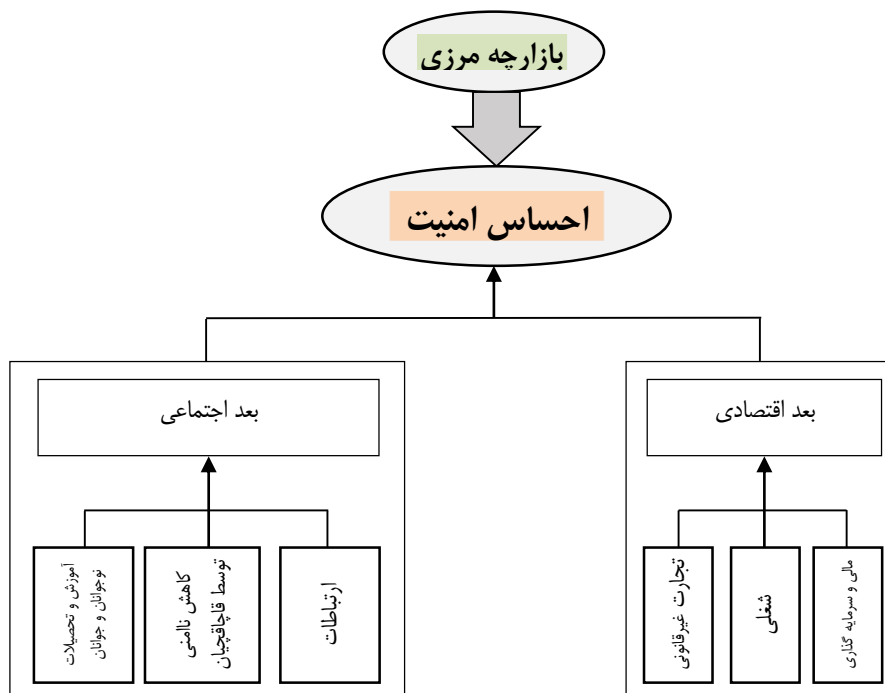 بازارچه مرزی
احساس امنیت
بعد اقتصادی
بعد اجتماعی
مالی و سرمایه گذاری
شغلی
تجارت غیرقانونی
ارتباطات
کاهش ناامنی
توسط قاچاقچیان
آموزش و تحصیلات
نوجوانان و جوانان